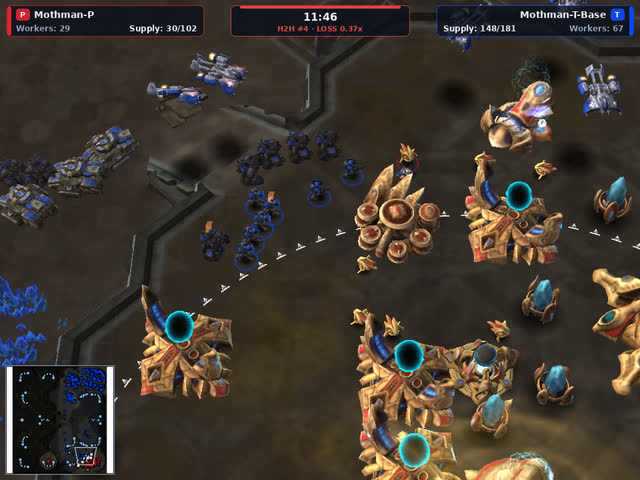 P Mothman-P
Workers: 29 Supply: 30/102
11:46
H2H #4 · LOSS 0.37x
Mothman-T-Base T
Supply: 148/181 Workers: 67